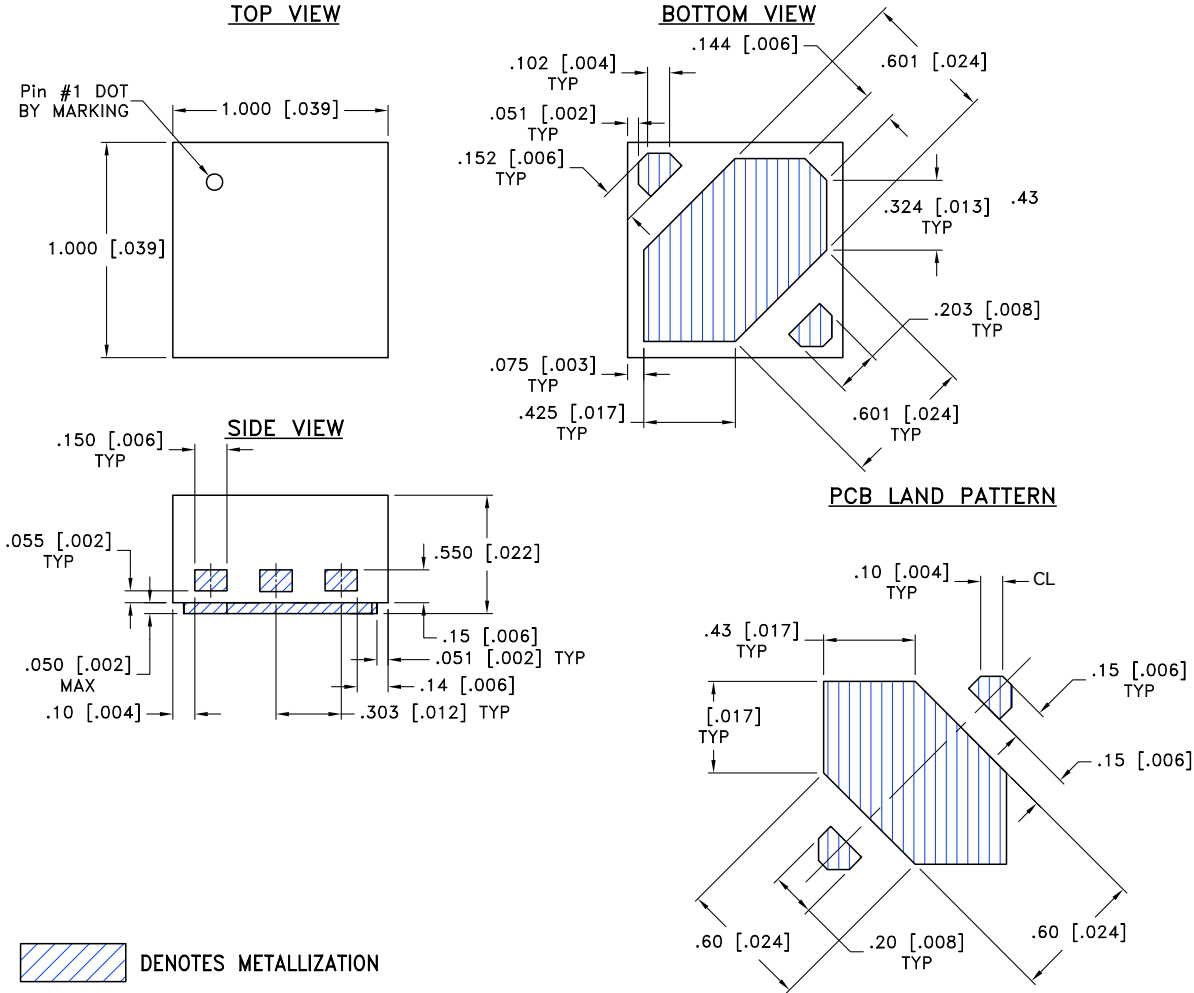 TOP VIEW
Pin #1 DOT
BY MARKING
1.000 [.039]
1.000 [.039]
BOTTOM VIEW
.144 [.006]
.601 [.024]
.102 [.004]
TYP
.051 [.002]
TYP
.152 [.006]
TYP
.324 [.013]
TYP
.43
.203 [.008]
TYP
.075 [.003]
TYP
.425 [.017]
TYP
.601 [.024]
TYP
SIDE VIEW
.150 [.006]
TYP
.055 [.002]
TYP
.550 [.022]
.15 [.006]
.051 [.002] TYP
.050 [.002]
MAX
.14 [.006]
.10 [.004]
.303 [.012] TYP
PCB LAND PATTERN
.10 [.004]
TYP
CL
.43 [.017]
TYP
.15 [.006]
TYP
[.017]
TYP
.15 [.006]
.60 [.024]
.20 [.008]
TYP
.60 [.024]
DENOTES METALLIZATION